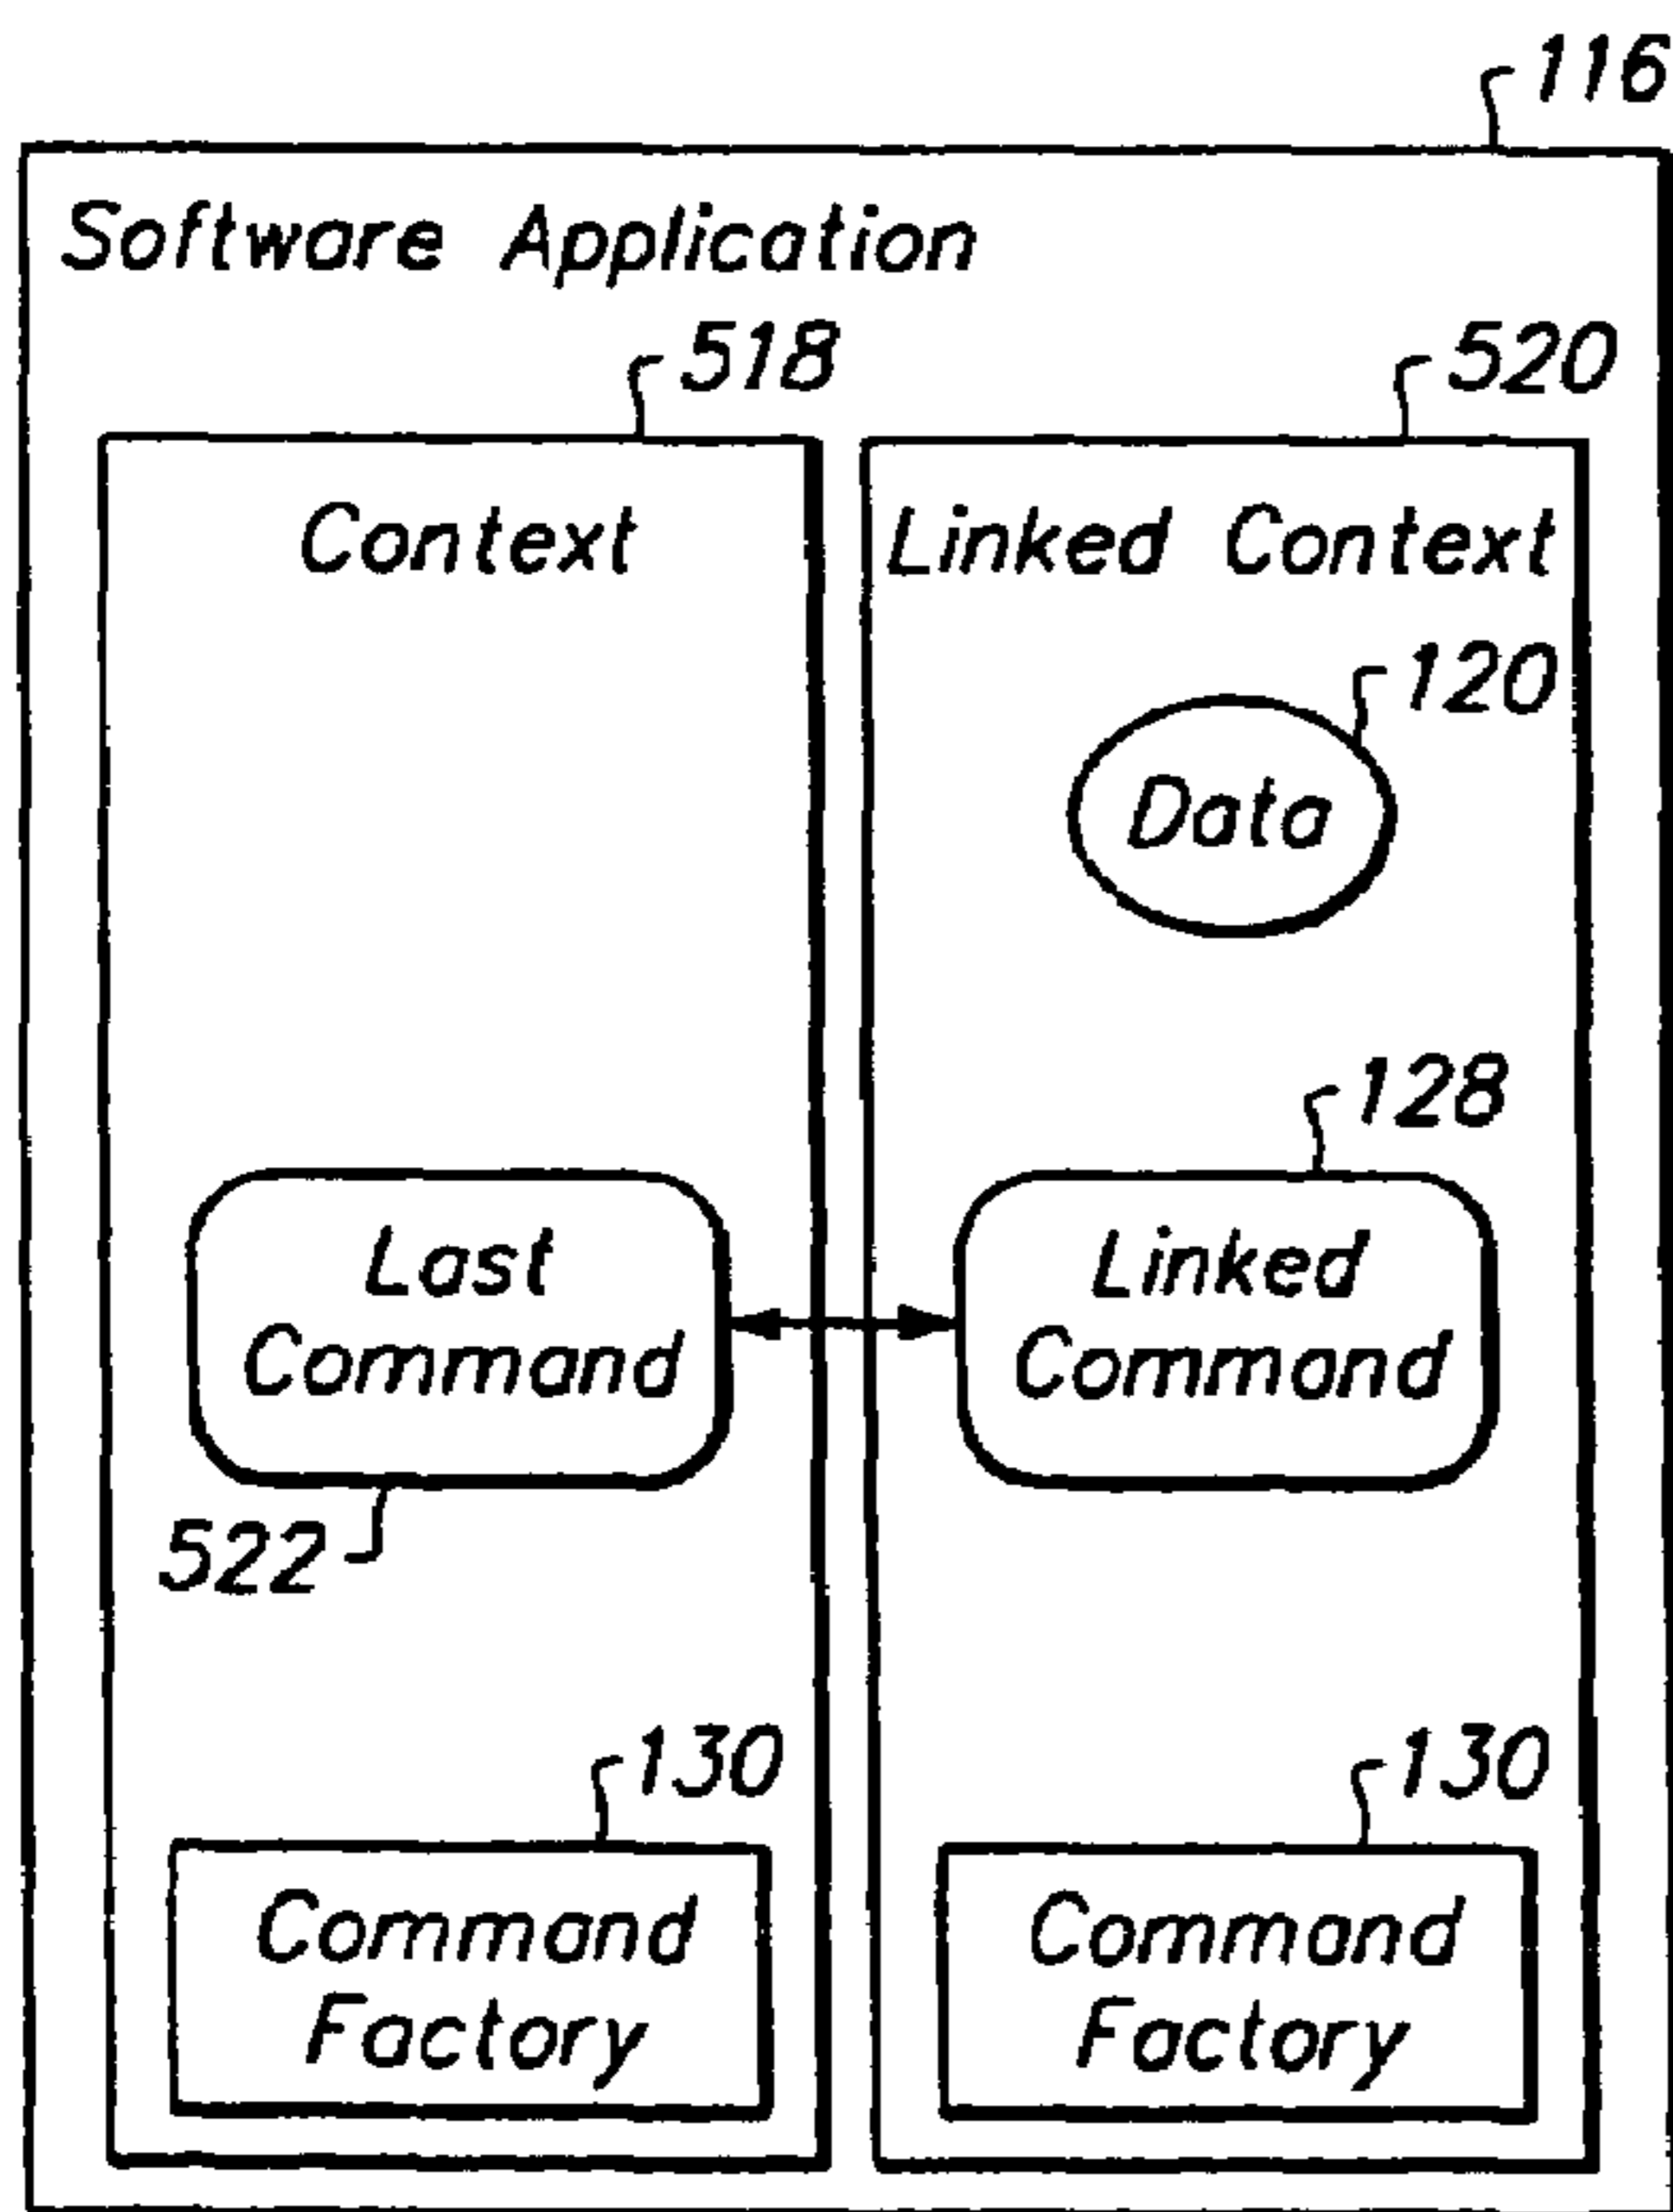 116
Software Application
518
520
Context
Linked Context
120
Data
128
Last
Command
Linked
Command
522
130
130
Command
Factory
Command
Factory